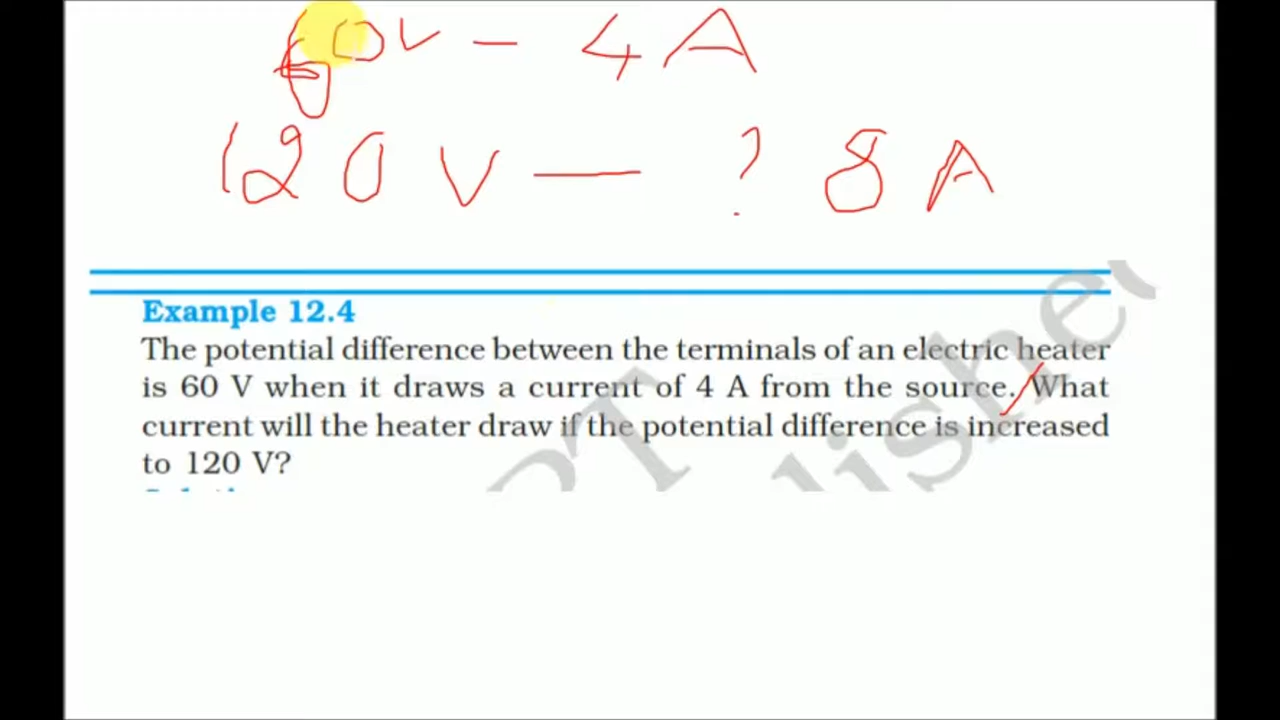 60V - 4A
120 V — ? 8 A
Example 12.4
The potential difference between the terminals of an electric heater
is 60 V when it draws a current of 4 A from the source. What
current will the heater draw if the potential difference is increased
to 120 V?